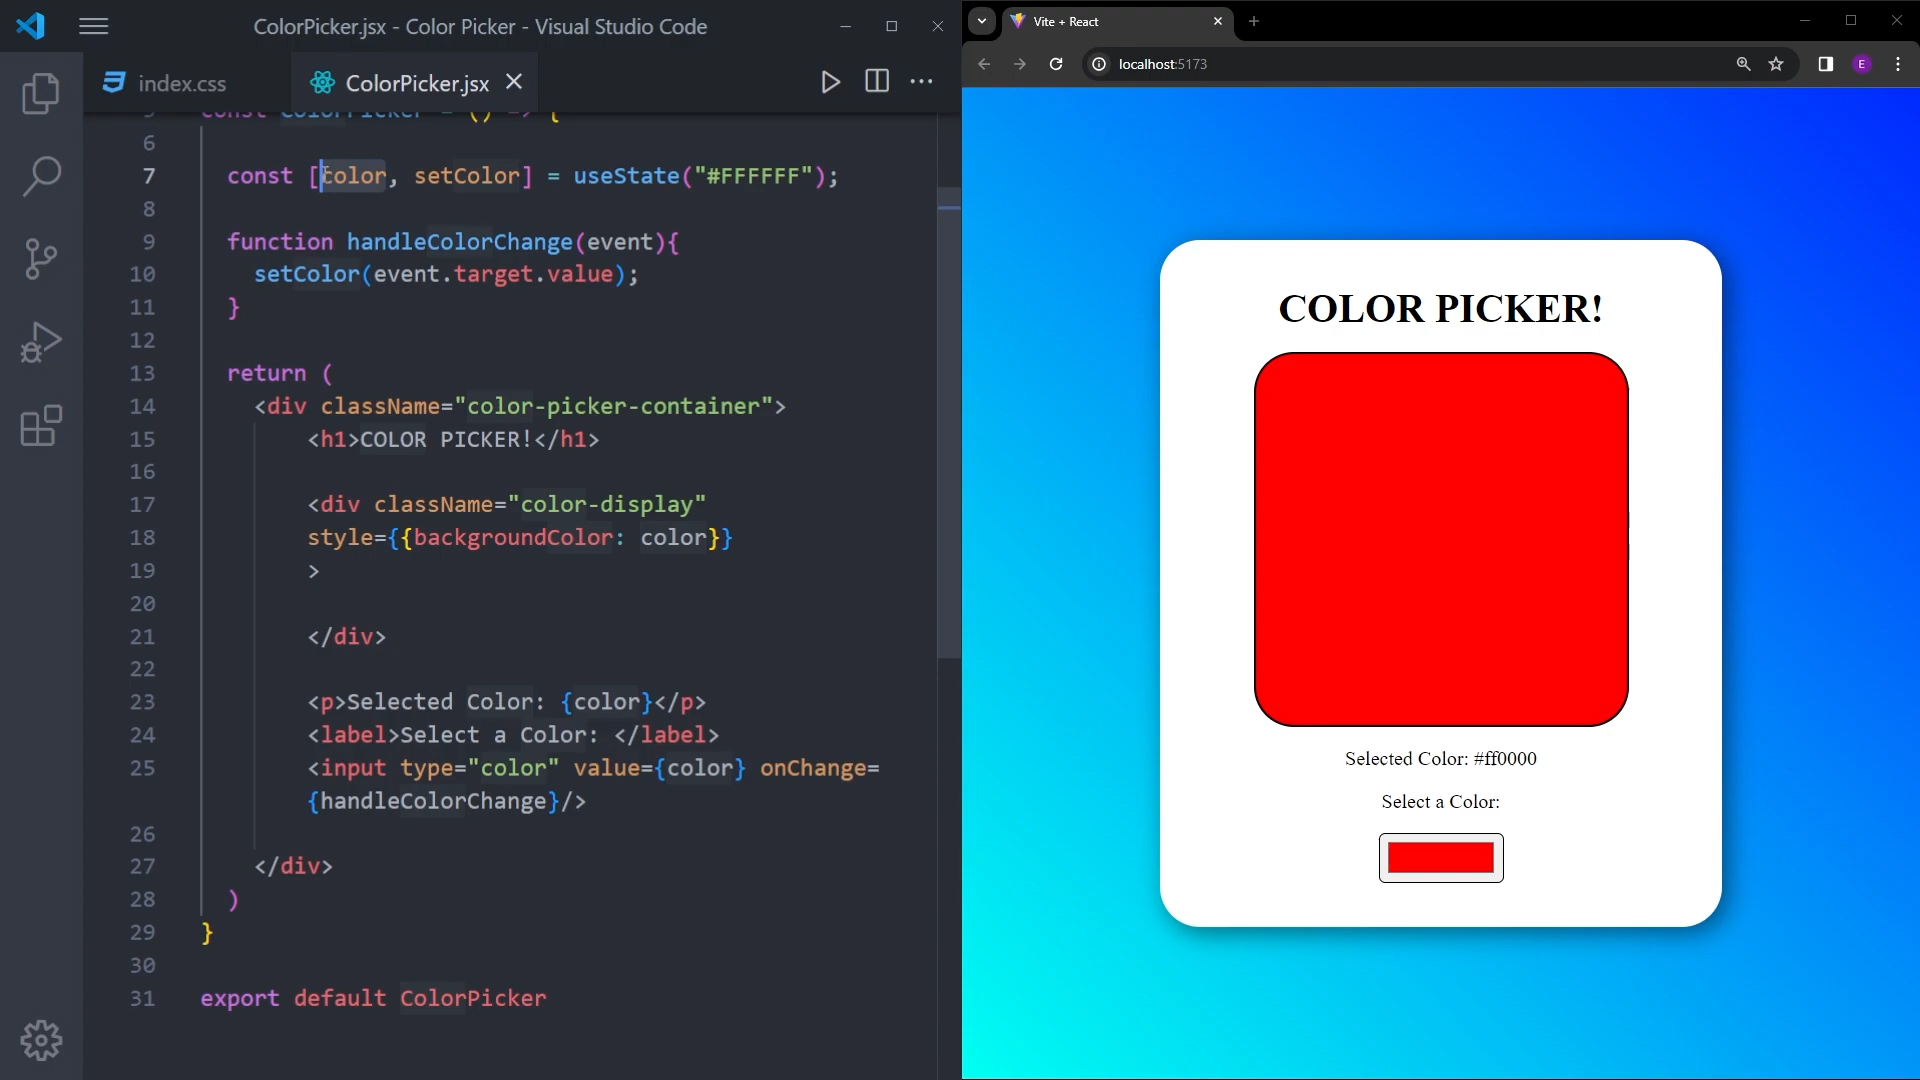 ColorPicker.jsx - Color Picker - Visual Studio Code
index.css
ColorPicker.jsx
const ColorPicker = () => {
6
7 const [color, setColor] = useState("#FFFFFF");
8
9 function handleColorChange(event){
10 setColor(event.target.value);
11 }
12
13 return (
14 <div className="color-picker-container">
15 <h1>COLOR PICKER!</h1>
16
17 <div className="color-display"
18 style={{backgroundColor: color}}
19 >
20
21 </div>
22
23 <p>Selected Color: {color}</p>
24 <label>Select a Color: </label>
25 <input type="color" value={color} onChange=
{handleColorChange}/>
26
27 </div>
28 )
29 }
30
31 export default ColorPicker
Vite + React
localhost:5173
E
COLOR PICKER!
Selected Color: #ff0000
Select a Color: